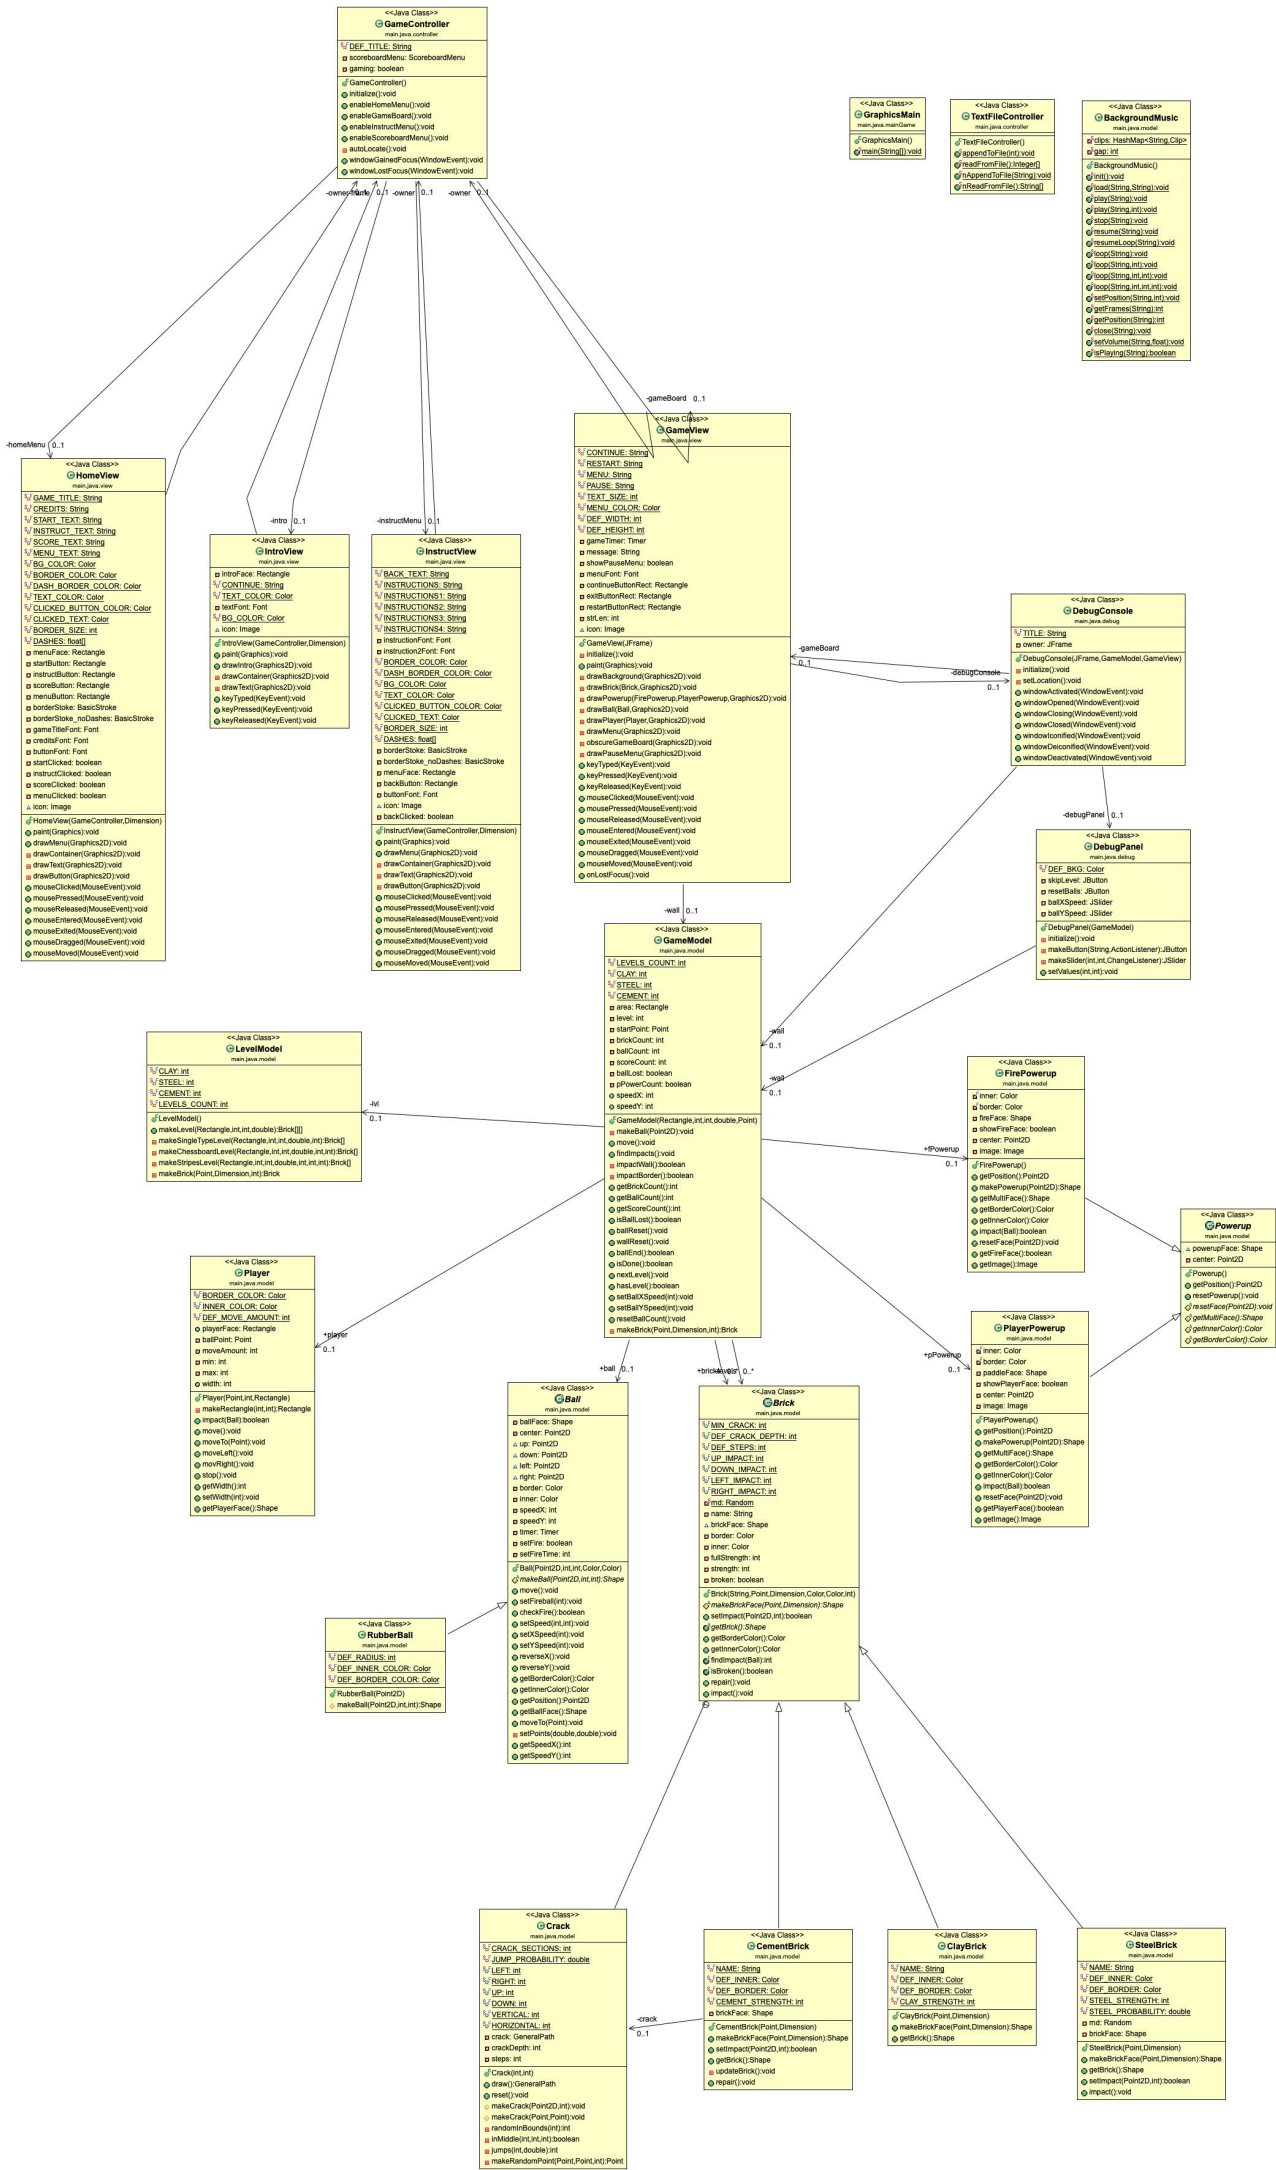 <<Java Class>>
GameController
main.java.controller
DEF_TITLE: String
scoreboardMenu: ScoreboardMenu
gaming: boolean
GameController()
initialize():void
enableHomeMenu():void
enableGameBoard():void
enableInstructMenu():void
enableScoreboardMenu():void
autoLocate():void
windowGainedFocus(WindowEvent):void
windowLostFocus(WindowEvent):void
<<Java Class>>
GraphicsMain
main.java.mainGame
GraphicsMain()
main(String[]):void
<<Java Class>>
TextFileController
main.java.controller
TextFileController()
appendToFile(int):void
readFromFile():Integer[]
nAppendToFile(String):void
nReadFromFile():String[]
<<Java Class>>
BackgroundMusic
main.java.model
clips: HashMap<String,Clip>
gap: int
BackgroundMusic()
init():void
load(String,String):void
play(String):void
play(String,int):void
stop(String):void
resume(String):void
resumeLoop(String):void
loop(String):void
loop(String,int):void
loop(String,int,int):void
loop(String,int,int,int):void
setPosition(String,int):void
getFrames(String):int
getPosition(String):int
close(String):void
setVolume(String,float):void
isPlaying(String):boolean
-owner
0..1
-owner 0..1
-owner 0..1
-homeMenu 0..1
-intro 0..1
-instructMenu 0..1
-gameBoard 0..1
<<Java Class>>
HomeView
main.java.view
GAME_TITLE: String
CREDITS: String
START_TEXT: String
INSTRUCT_TEXT: String
SCORE_TEXT: String
MENU_TEXT: String
BG_COLOR: Color
BORDER_COLOR: Color
DASH_BORDER_COLOR: Color
TEXT_COLOR: Color
CLICKED_BUTTON_COLOR: Color
CLICKED_TEXT: Color
BORDER_SIZE: int
DASHES: float[]
menuFace: Rectangle
startButton: Rectangle
instructButton: Rectangle
scoreButton: Rectangle
menuButton: Rectangle
borderStoke: BasicStroke
borderStoke_noDashes: BasicStroke
gameTitleFont: Font
creditsFont: Font
buttonFont: Font
startClicked: boolean
instructClicked: boolean
scoreClicked: boolean
menuClicked: boolean
icon: Image
HomeView(GameController,Dimension)
paint(Graphics):void
drawMenu(Graphics2D):void
drawContainer(Graphics2D):void
drawText(Graphics2D):void
drawButton(Graphics2D):void
mouseClicked(MouseEvent):void
mousePressed(MouseEvent):void
mouseReleased(MouseEvent):void
mouseEntered(MouseEvent):void
mouseExited(MouseEvent):void
mouseDragged(MouseEvent):void
mouseMoved(MouseEvent):void
<<Java Class>>
IntroView
main.java.view
introFace: Rectangle
CONTINUE: String
TEXT_COLOR: Color
textFont: Font
BG_COLOR: Color
icon: Image
IntroView(GameController,Dimension)
paint(Graphics):void
drawIntro(Graphics2D):void
drawContainer(Graphics2D):void
drawText(Graphics2D):void
keyTyped(KeyEvent):void
keyPressed(KeyEvent):void
keyReleased(KeyEvent):void
<<Java Class>>
InstructView
main.java.view
BACK_TEXT: String
INSTRUCTIONS: String
INSTRUCTIONS1: String
INSTRUCTIONS2: String
INSTRUCTIONS3: String
INSTRUCTIONS4: String
instructionFont: Font
instruction2Font: Font
BORDER_COLOR: Color
DASH_BORDER_COLOR: Color
BG_COLOR: Color
TEXT_COLOR: Color
CLICKED_BUTTON_COLOR: Color
CLICKED_TEXT: Color
BORDER_SIZE: int
DASHES: float[]
borderStoke: BasicStroke
borderStoke_noDashes: BasicStroke
menuFace: Rectangle
backButton: Rectangle
buttonFont: Font
icon: Image
backClicked: boolean
InstructView(GameController,Dimension)
paint(Graphics):void
drawMenu(Graphics2D):void
drawContainer(Graphics2D):void
drawText(Graphics2D):void
drawButton(Graphics2D):void
mouseClicked(MouseEvent):void
mousePressed(MouseEvent):void
mouseReleased(MouseEvent):void
mouseEntered(MouseEvent):void
mouseExited(MouseEvent):void
mouseDragged(MouseEvent):void
mouseMoved(MouseEvent):void
<<Java Class>>
GameView
main.java.view
CONTINUE: String
RESTART: String
MENU: String
PAUSE: String
TEXT_SIZE: int
MENU_COLOR: Color
DEF_WIDTH: int
DEF_HEIGHT: int
gameTimer: Timer
message: String
showPauseMenu: boolean
menuFont: Font
continueButtonRect: Rectangle
exitButtonRect: Rectangle
restartButtonRect: Rectangle
strLen: int
icon: Image
GameView(JFrame)
initialize():void
paint(Graphics):void
drawBackground(Graphics2D):void
drawBrick(Brick,Graphics2D):void
drawPowerup(FirePowerup,PlayerPowerup,Graphics2D):void
drawBall(Ball,Graphics2D):void
drawPlayer(Player,Graphics2D):void
drawMenu(Graphics2D):void
obscureGameBoard(Graphics2D):void
drawPauseMenu(Graphics2D):void
keyTyped(KeyEvent):void
keyPressed(KeyEvent):void
keyReleased(KeyEvent):void
mouseClicked(MouseEvent):void
mousePressed(MouseEvent):void
mouseReleased(MouseEvent):void
mouseEntered(MouseEvent):void
mouseExited(MouseEvent):void
mouseDragged(MouseEvent):void
mouseMoved(MouseEvent):void
onLostFocus():void
-gameBoard
0..1
-debugConsole
0..1
<<Java Class>>
DebugConsole
main.java.debug
TITLE: String
owner: JFrame
DebugConsole(JFrame,GameModel,GameView)
initialize():void
setLocation():void
windowActivated(WindowEvent):void
windowOpened(WindowEvent):void
windowClosing(WindowEvent):void
windowClosed(WindowEvent):void
windowIconified(WindowEvent):void
windowDeiconified(WindowEvent):void
windowDeactivated(WindowEvent):void
-debugPanel 0..1
<<Java Class>>
DebugPanel
main.java.debug
DEF_BKG: Color
skipLevel: JButton
resetBalls: JButton
ballXSpeed: JSlider
ballYSpeed: JSlider
DebugPanel(GameModel)
initialize():void
makeButton(String,ActionListener):JButton
makeSlider(int,int,ChangeListener):JSlider
setValues(int,int):void
-wall 0..1
-wall
0..1
-wall
0..1
<<Java Class>>
GameModel
main.java.model
LEVELS_COUNT: int
CLAY: int
STEEL: int
CEMENT: int
area: Rectangle
level: int
startPoint: Point
brickCount: int
ballCount: int
scoreCount: int
ballLost: boolean
pPowerCount: boolean
speedX: int
speedY: int
GameModel(Rectangle,int,int,double,Point)
makeBall(Point2D):void
move():void
findImpacts():void
impactWall():boolean
impactBorder():boolean
getBrickCount():int
getBallCount():int
getScoreCount():int
isBallLost():boolean
ballReset():void
wallReset():void
ballEnd():boolean
isDone():boolean
nextLevel():void
hasLevel():boolean
setBallXSpeed(int):void
setBallYSpeed(int):void
resetBallCount():void
makeBrick(Point,Dimension,int):Brick
<<Java Class>>
LevelModel
main.java.model
CLAY: int
STEEL: int
CEMENT: int
LEVELS_COUNT: int
LevelModel()
makeLevel(Rectangle,int,int,double):Brick[][]
makeSingleTypeLevel(Rectangle,int,int,double,int):Brick[]
makeChessboardLevel(Rectangle,int,int,double,int,int):Brick[]
makeStripesLevel(Rectangle,int,int,double,int,int,int):Brick[]
makeBrick(Point,Dimension,int):Brick
-lvl
0..1
+fPowerup
0..1
+pPowerup
0..1
+player
0..1
+ball 0..1
0..*
<<Java Class>>
FirePowerup
main.java.model
inner: Color
border: Color
fireFace: Shape
showFireFace: boolean
center: Point2D
image: Image
FirePowerup()
getPosition():Point2D
makePowerup(Point2D):Shape
getMultiFace():Shape
getBorderColor():Color
getInnerColor():Color
impact(Ball):boolean
resetFace(Point2D):void
getFireFace():boolean
getImage():Image
<<Java Class>>
Powerup
main.java.model
powerupFace: Shape
center: Point2D
Powerup()
getPosition():Point2D
resetPowerup():void
resetFace(Point2D):void
getMultiFace():Shape
getInnerColor():Color
getBorderColor():Color
<<Java Class>>
PlayerPowerup
main.java.model
inner: Color
border: Color
paddleFace: Shape
showPlayerFace: boolean
center: Point2D
image: Image
PlayerPowerup()
getPosition():Point2D
makePowerup(Point2D):Shape
getMultiFace():Shape
getBorderColor():Color
getInnerColor():Color
impact(Ball):boolean
resetFace(Point2D):void
getPlayerFace():boolean
getImage():Image
<<Java Class>>
Player
main.java.model
BORDER_COLOR: Color
INNER_COLOR: Color
DEF_MOVE_AMOUNT: int
playerFace: Rectangle
ballPoint: Point
moveAmount: int
min: int
max: int
width: int
Player(Point,int,Rectangle)
makeRectangle(int,int):Rectangle
impact(Ball):boolean
move():void
moveTo(Point):void
moveLeft():void
movRight():void
stop():void
getWidth():int
setWidth(int):void
getPlayerFace():Shape
<<Java Class>>
Ball
main.java.model
ballFace: Shape
center: Point2D
up: Point2D
down: Point2D
left: Point2D
right: Point2D
border: Color
inner: Color
speedX: int
speedY: int
timer: Timer
setFire: boolean
setFireTime: int
Ball(Point2D,int,int,Color,Color)
makeBall(Point2D,int,int):Shape
move():void
setFireball(int):void
checkFire():boolean
setSpeed(int,int):void
setXSpeed(int):void
setYSpeed(int):void
reverseX():void
reverseY():void
getBorderColor():Color
getInnerColor():Color
getPosition():Point2D
getBallFace():Shape
moveTo(Point):void
setPoints(double,double):void
getSpeedX():int
getSpeedY():int
<<Java Class>>
RubberBall
main.java.model
DEF_RADIUS: int
DEF_INNER_COLOR: Color
DEF_BORDER_COLOR: Color
RubberBall(Point2D)
makeBall(Point2D,int,int):Shape
<<Java Class>>
Brick
main.java.model
MIN_CRACK: int
DEF_CRACK_DEPTH: int
DEF_STEPS: int
UP_IMPACT: int
DOWN_IMPACT: int
LEFT_IMPACT: int
RIGHT_IMPACT: int
rnd: Random
name: String
brickFace: Shape
border: Color
inner: Color
fullStrength: int
strength: int
broken: boolean
Brick(String,Point,Dimension,Color,Color,int)
makeBrickFace(Point,Dimension):Shape
setImpact(Point2D,int):boolean
getBrick():Shape
getBorderColor():Color
getInnerColor():Color
findImpact(Ball):int
isBroken():boolean
repair():void
impact():void
<<Java Class>>
Crack
main.java.model
CRACK_SECTIONS: int
JUMP_PROBABILITY: double
LEFT: int
RIGHT: int
UP: int
DOWN: int
VERTICAL: int
HORIZONTAL: int
crack: GeneralPath
crackDepth: int
steps: int
Crack(int,int)
draw():GeneralPath
reset():void
makeCrack(Point2D,int):void
makeCrack(Point,Point):void
randomInBounds(int):int
inMiddle(int,int,int):boolean
jumps(int,double):int
makeRandomPoint(Point,Point,int):Point
-crack
0..1
<<Java Class>>
CementBrick
main.java.model
NAME: String
DEF_INNER: Color
DEF_BORDER: Color
CEMENT_STRENGTH: int
brickFace: Shape
CementBrick(Point,Dimension)
makeBrickFace(Point,Dimension):Shape
setImpact(Point2D,int):boolean
getBrick():Shape
updateBrick():void
repair():void
<<Java Class>>
ClayBrick
main.java.model
NAME: String
DEF_INNER: Color
DEF_BORDER: Color
CLAY_STRENGTH: int
ClayBrick(Point,Dimension)
makeBrickFace(Point,Dimension):Shape
getBrick():Shape
<<Java Class>>
SteelBrick
main.java.model
NAME: String
DEF_INNER: Color
DEF_BORDER: Color
STEEL_STRENGTH: int
STEEL_PROBABILITY: double
rnd: Random
brickFace: Shape
SteelBrick(Point,Dimension)
makeBrickFace(Point,Dimension):Shape
getBrick():Shape
setImpact(Point2D,int):boolean
impact():void